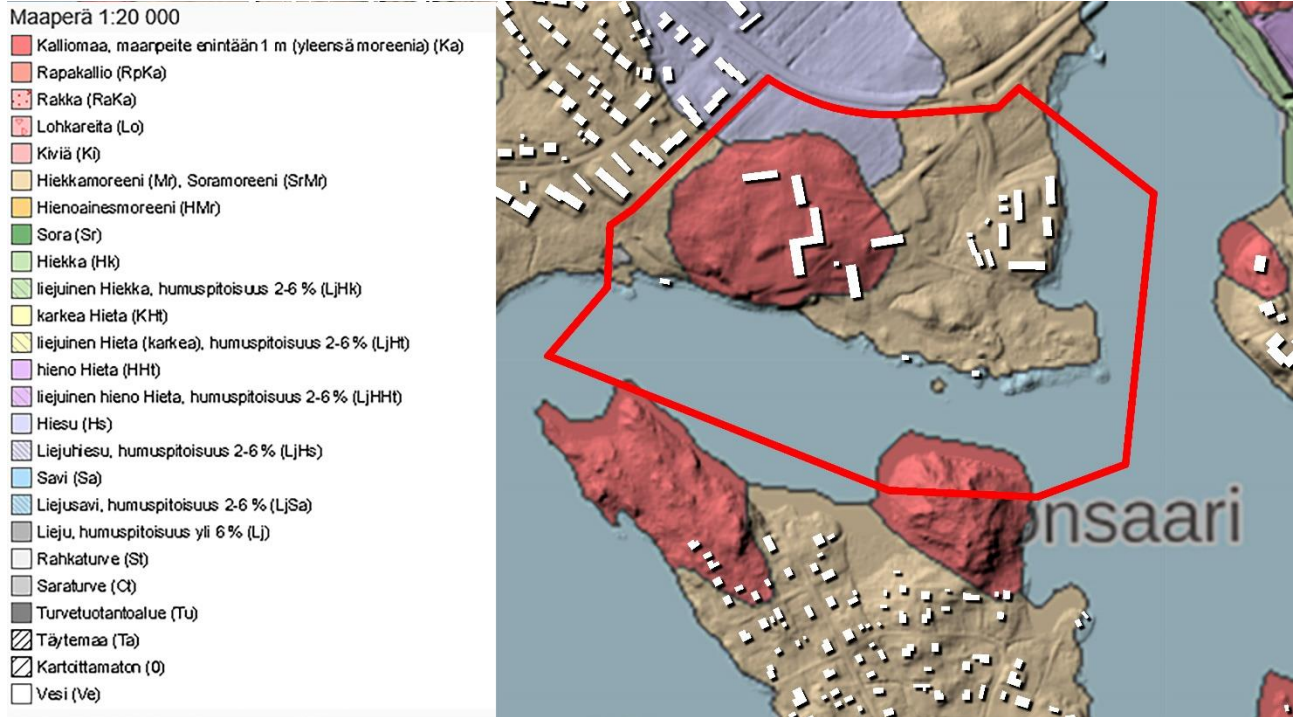 Maaperä 1:20 000
Kalliomaa, maanpeite enintään 1 m (yleensä moreenia) (Ka)
Rapakallio (RpKa)
Rakka (RaKa)
Lohkareita (Lo)
Kiviä (Ki)
Hiekkamoreeni (Mr), Soramoreeni (SrMr)
Hienoainesmoreeni (HMr)
Sora (Sr)
Hiekka (Hk)
liejuinen Hiekka, humuspitoisuus 2-6 % (LjHk)
karkea Hieta (KHt)
liejuinen Hieta (karkea), humuspitoisuus 2-6 % (LjHt)
hieno Hieta (HHt)
liejuinen hieno Hieta, humuspitoisuus 2-6 % (LjHHt)
Hiesu (Hs)
Liejuhiesu, humuspitoisuus 2-6 % (LjHs)
Savi (Sa)
Liejusavi, humuspitoisuus 2-6 % (LjSa)
Lieju, humuspitoisuus yli 6 % (Lj)
Rahkaturve (St)
Saraturve (Ct)
Turvetuotantoalue (Tu)
Täytemaa (Ta)
Kartoittamaton (0)
Vesi (Ve)
onsaari